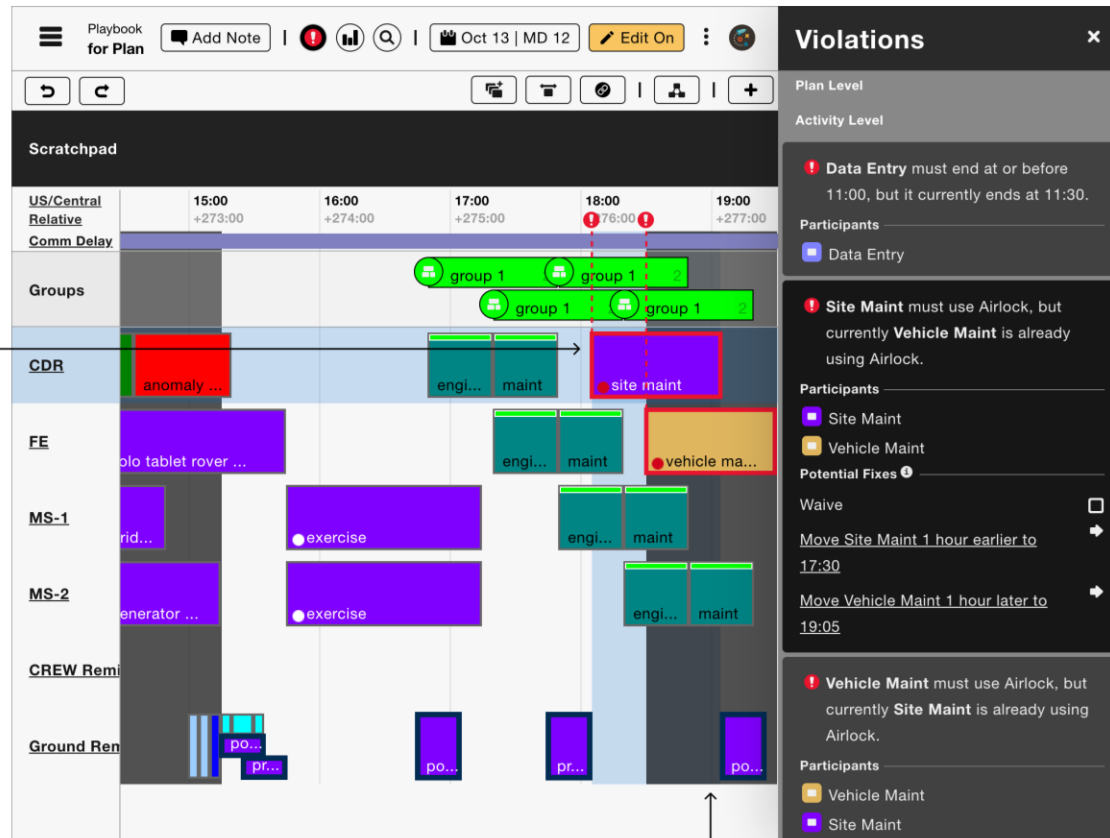 Playbook
for Plan
Add Note
Oct 13 | MD 12
Edit On
Scratchpad
US/Central
Relative
Comm Delay
15:00
+273:00
16:00
+274:00
17:00
+275:00
18:00
76:00
19:00
+277:00
Groups
group 1
group 1 2
group 1
group 1 2
CDR
anomaly ...
engi... maint
site maint
FE
olo tablet rover ...
engi... maint
vehicle ma...
MS-1
rid...
exercise
engi... maint
MS-2
enerator ...
exercise
engi... maint
CREW Remi
Ground Ren
po...
pr...
po...
pr...
po...
Violations
Plan Level
Activity Level
Data Entry must end at or before
11:00, but it currently ends at 11:30.
Participants
Data Entry
Site Maint must use Airlock, but
currently Vehicle Maint is already
using Airlock.
Participants
Site Maint
Vehicle Maint
Potential Fixes
Waive
Move Site Maint 1 hour earlier to
17:30
Move Vehicle Maint 1 hour later to
19:05
Vehicle Maint must use Airlock, but
currently Site Maint is already using
Airlock.
Participants
Vehicle Maint
Site Maint